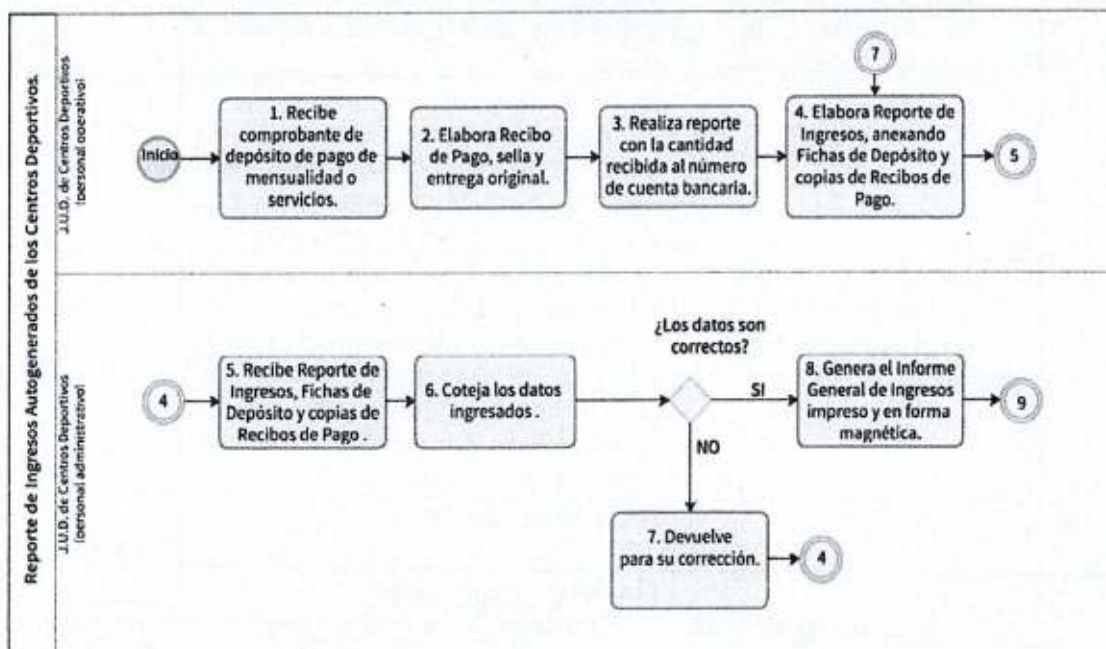 Reporte de Ingresos Autogenerados de los Centros Deportivos.
J.U.D. de Centros Deportivos
(personal operativo)
Inicio
1. Recibe
comprobante de
depósito de pago de
mensualidad o
servicios.
2. Elabora Recibo
de Pago, sella y
entrega original.
3. Realiza reporte
con la cantidad
recibida al número
de cuenta bancaria.
7
4. Elabora Reporte de
Ingresos, anexando
Fichas de Depósito y
copias de Recibos de
Pago.
5
J.U.D. de Centros Deportivos
(personal administrativo)
4
5. Recibe Reporte de
Ingresos, Fichas de
Depósito y copias de
Recibos de Pago .
6. Coteja los datos
ingresados .
¿Los datos son
correctos?
SI
NO
8. Genera el Informe
General de Ingresos
impreso y en forma
magnética.
9
7. Devuelve
para su corrección.
4